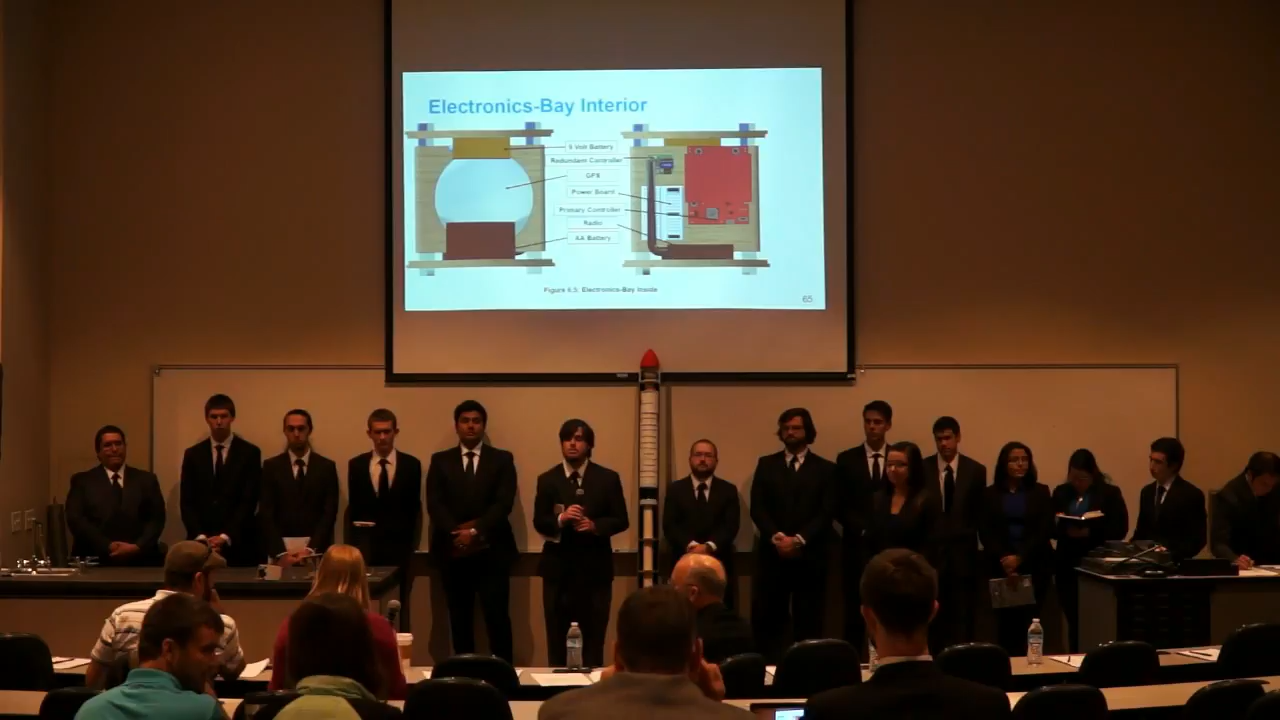 Electronics-Bay Interior
5 Volt Battery
Redundant Controller
GPS
Power Board
Primary Controller
Radio
AA Battery
Figure 6.5: Electronics-Bay Inside
65